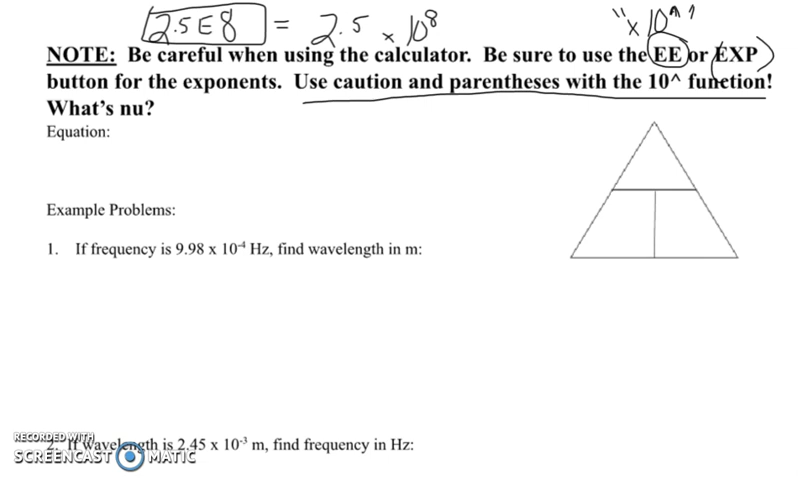 2.5E8 = 2.5 x 10^8 "x 10^"
NOTE: Be careful when using the calculator. Be sure to use the EE or EXP
button for the exponents. Use caution and parentheses with the 10^ function!
What's nu?
Equation:
Example Problems:
1. If frequency is 9.98 x 10⁻⁴ Hz, find wavelength in m:
2. If wavelength is 2.45 x 10⁻³ m, find frequency in Hz:
RECORDED WITH
SCREENCAST O MATIC